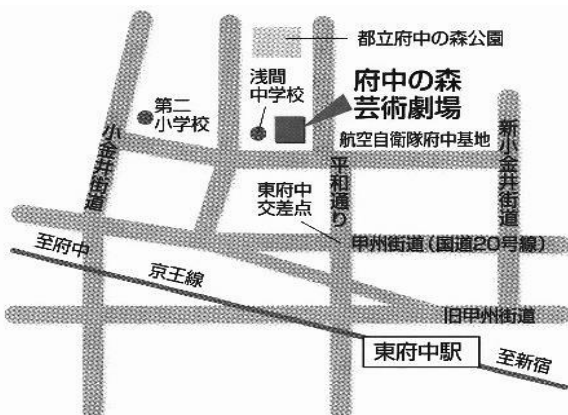 都立府中の森公園
府中の森
芸術劇場
浅間
中学校
第二
小学校
航空自衛隊府中基地
小金井街道
平和通り
新小金井街道
東府中
交差点
甲州街道(国道20号線)
至府中
京王線
旧甲州街道
東府中駅
至新宿